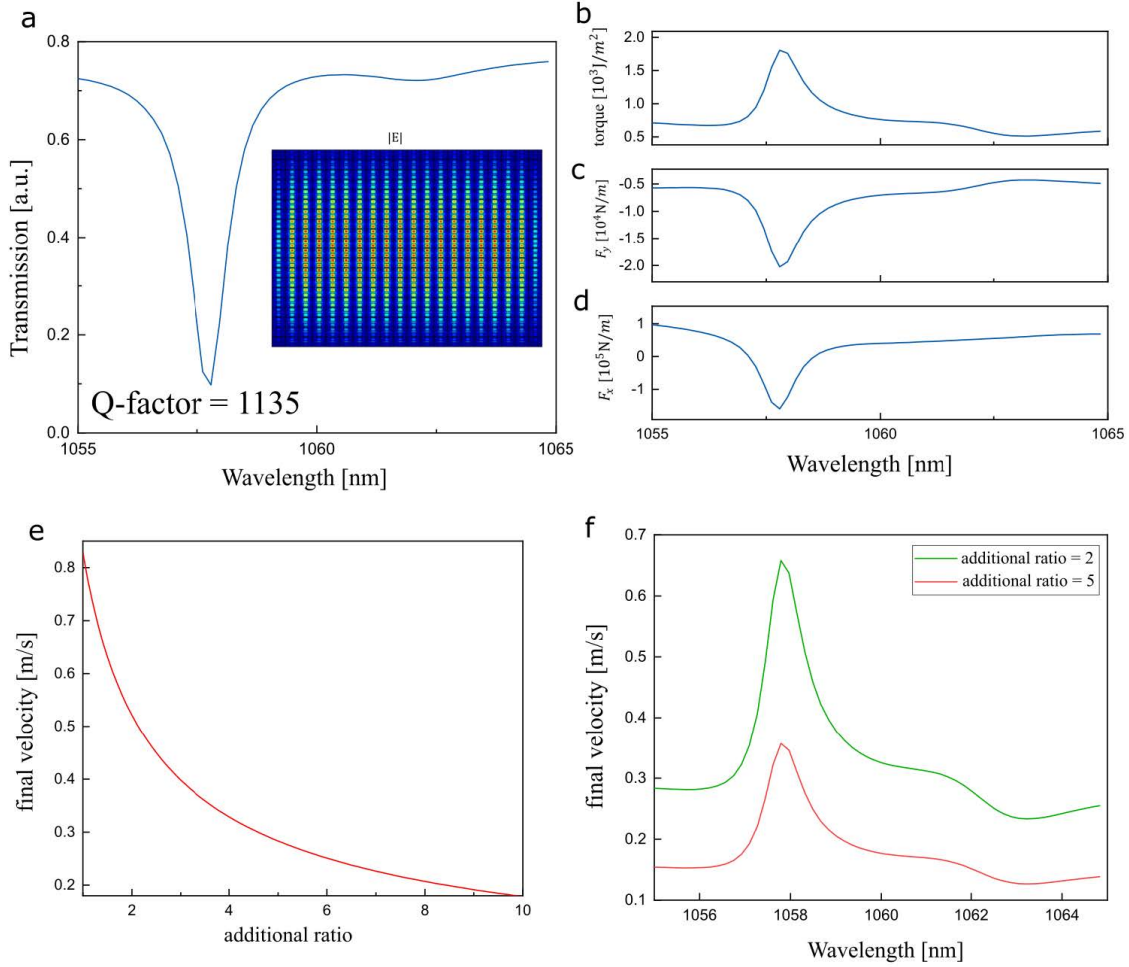 a
Transmission [a.u.]
0.8
0.6
0.4
0.2
0.0
|E|
Q-factor = 1135
1055
1060
1065
Wavelength [nm]
b
torque [10³J/m²]
2.0
1.5
1.0
0.5
c
F_y [10⁴N/m]
-0.5
-1.0
-1.5
-2.0
d
F_x [10⁵N/m]
1
0
-1
1055
1060
1065
Wavelength [nm]
e
final velocity [m/s]
0.8
0.7
0.6
0.5
0.4
0.3
0.2
2
4
6
8
10
additional ratio
f
final velocity [m/s]
0.7
0.6
0.5
0.4
0.3
0.2
0.1
additional ratio = 2
additional ratio = 5
1056
1058
1060
1062
1064
Wavelength [nm]